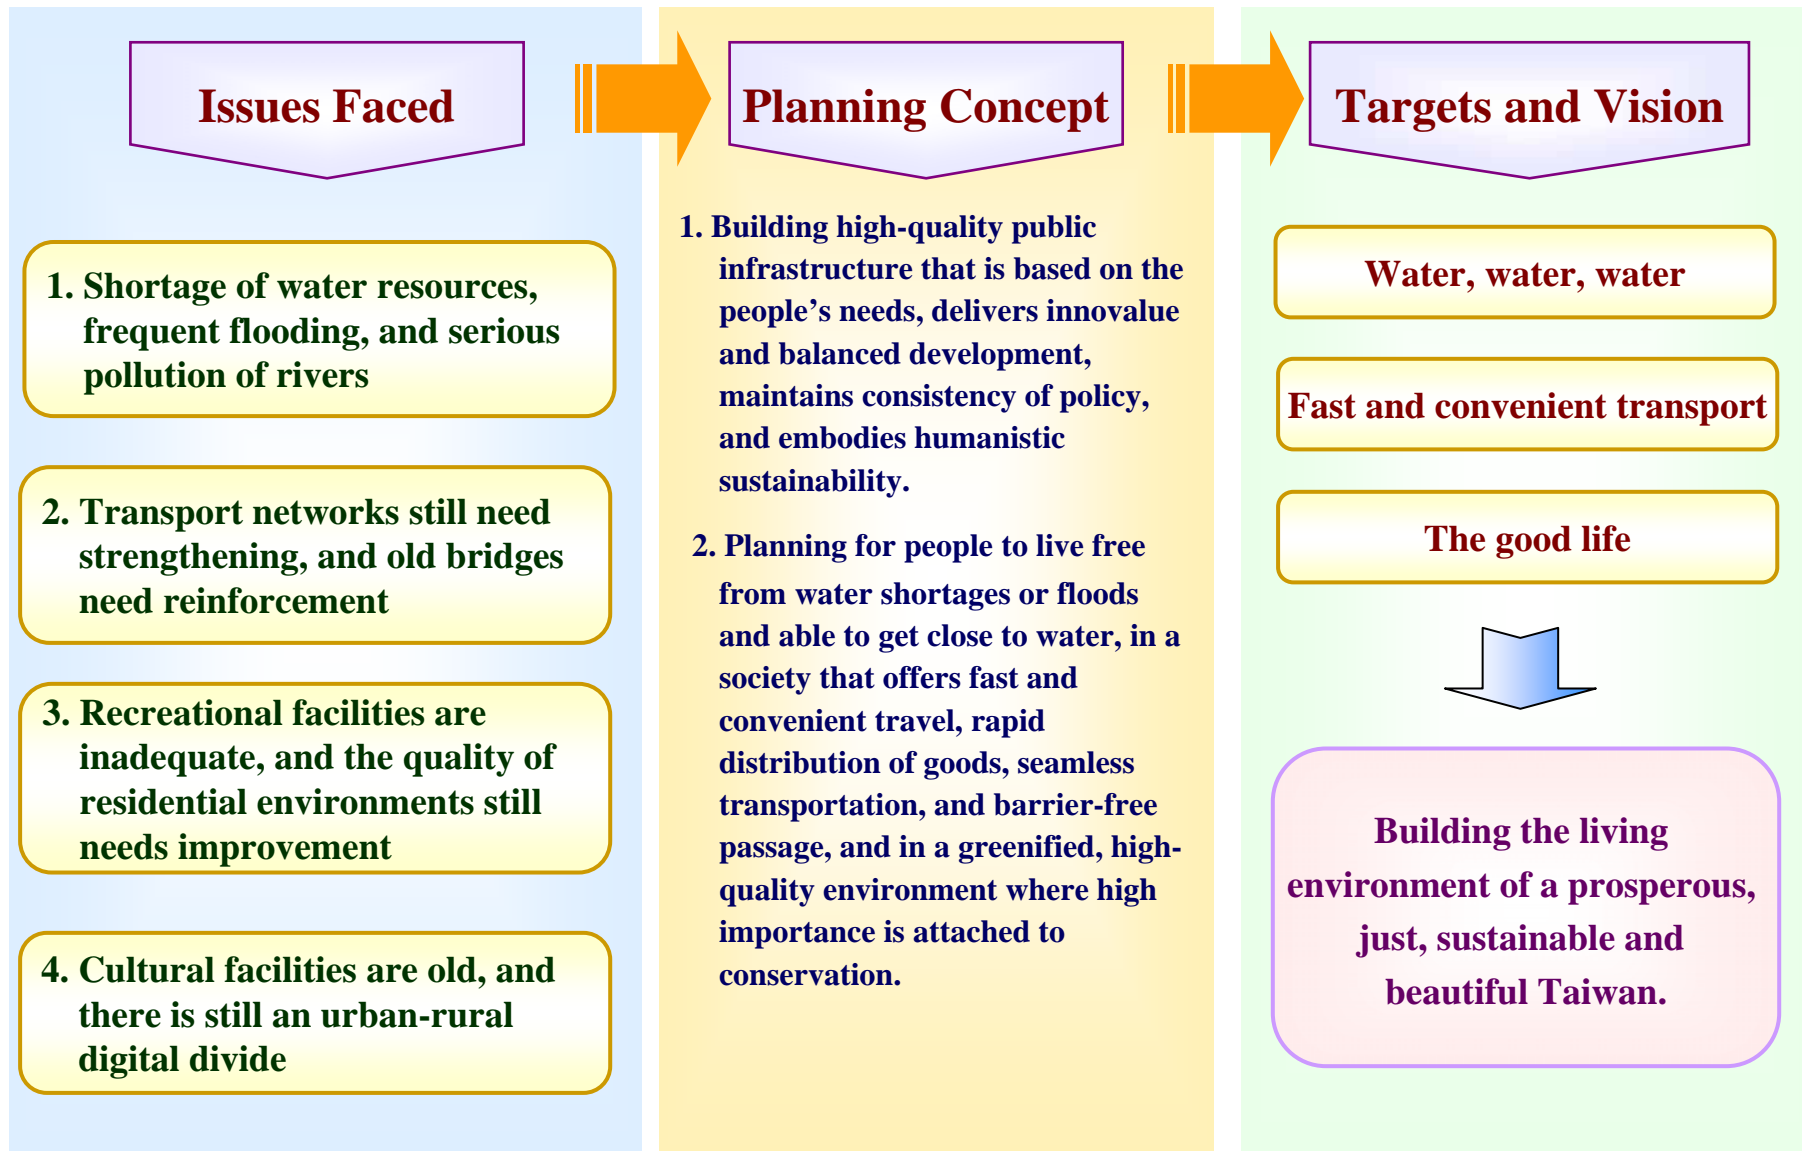 Issues Faced
1. Shortage of water resources,
frequent flooding, and serious
pollution of rivers
2. Transport networks still need
strengthening, and old bridges
need reinforcement
3. Recreational facilities are
inadequate, and the quality of
residential environments still
needs improvement
4. Cultural facilities are old, and
there is still an urban-rural
digital divide
Planning Concept
1. Building high-quality public
infrastructure that is based on the
people’s needs, delivers innovalue
and balanced development,
maintains consistency of policy,
and embodies humanistic
sustainability.
2. Planning for people to live free
from water shortages or floods
and able to get close to water, in a
society that offers fast and
convenient travel, rapid
distribution of goods, seamless
transportation, and barrier-free
passage, and in a greenified, high-
quality environment where high
importance is attached to
conservation.
Targets and Vision
Water, water, water
Fast and convenient transport
The good life
Building the living
environment of a prosperous,
just, sustainable and
beautiful Taiwan.